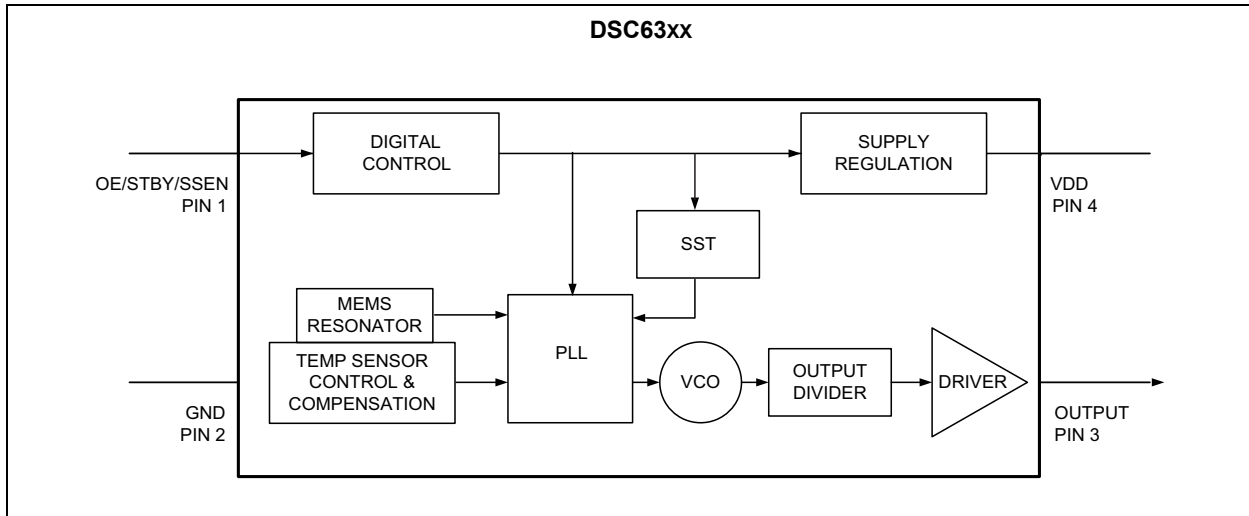 DSC63xx
DIGITAL
CONTROL
SUPPLY
REGULATION
OE/STBY/SSEN
PIN 1
VDD
PIN 4
SST
MEMS
RESONATOR
TEMP SENSOR
CONTROL &
COMPENSATION
PLL
VCO
OUTPUT
DIVIDER
DRIVER
GND
PIN 2
OUTPUT
PIN 3